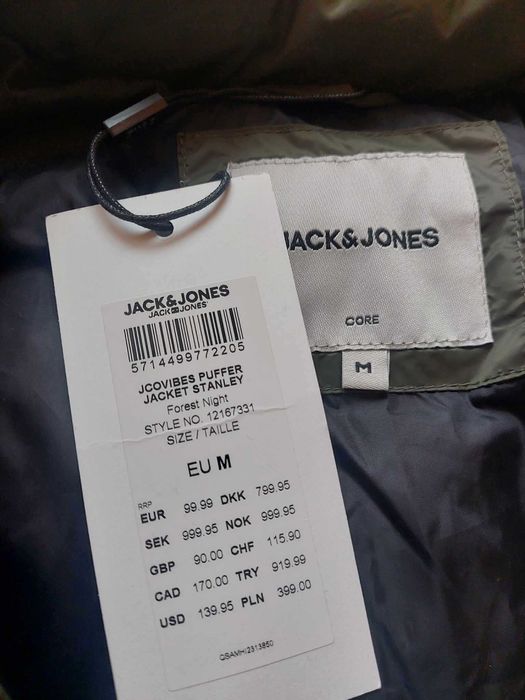 JACK&JONES
CORE
M
JACK&JONES
JACK&JONES
5714499772205
JCOVIBES PUFFER
JACKET STANLEY
Forest Night
STYLE NO. 12167331
SIZE / TAILLE
EU M
RRP
EUR 99.99 DKK 799.95
SEK 999.95 NOK 999.95
GBP 90.00 CHF 115.90
CAD 170.00 TRY 919.99
USD 139.95 PLN 399.00